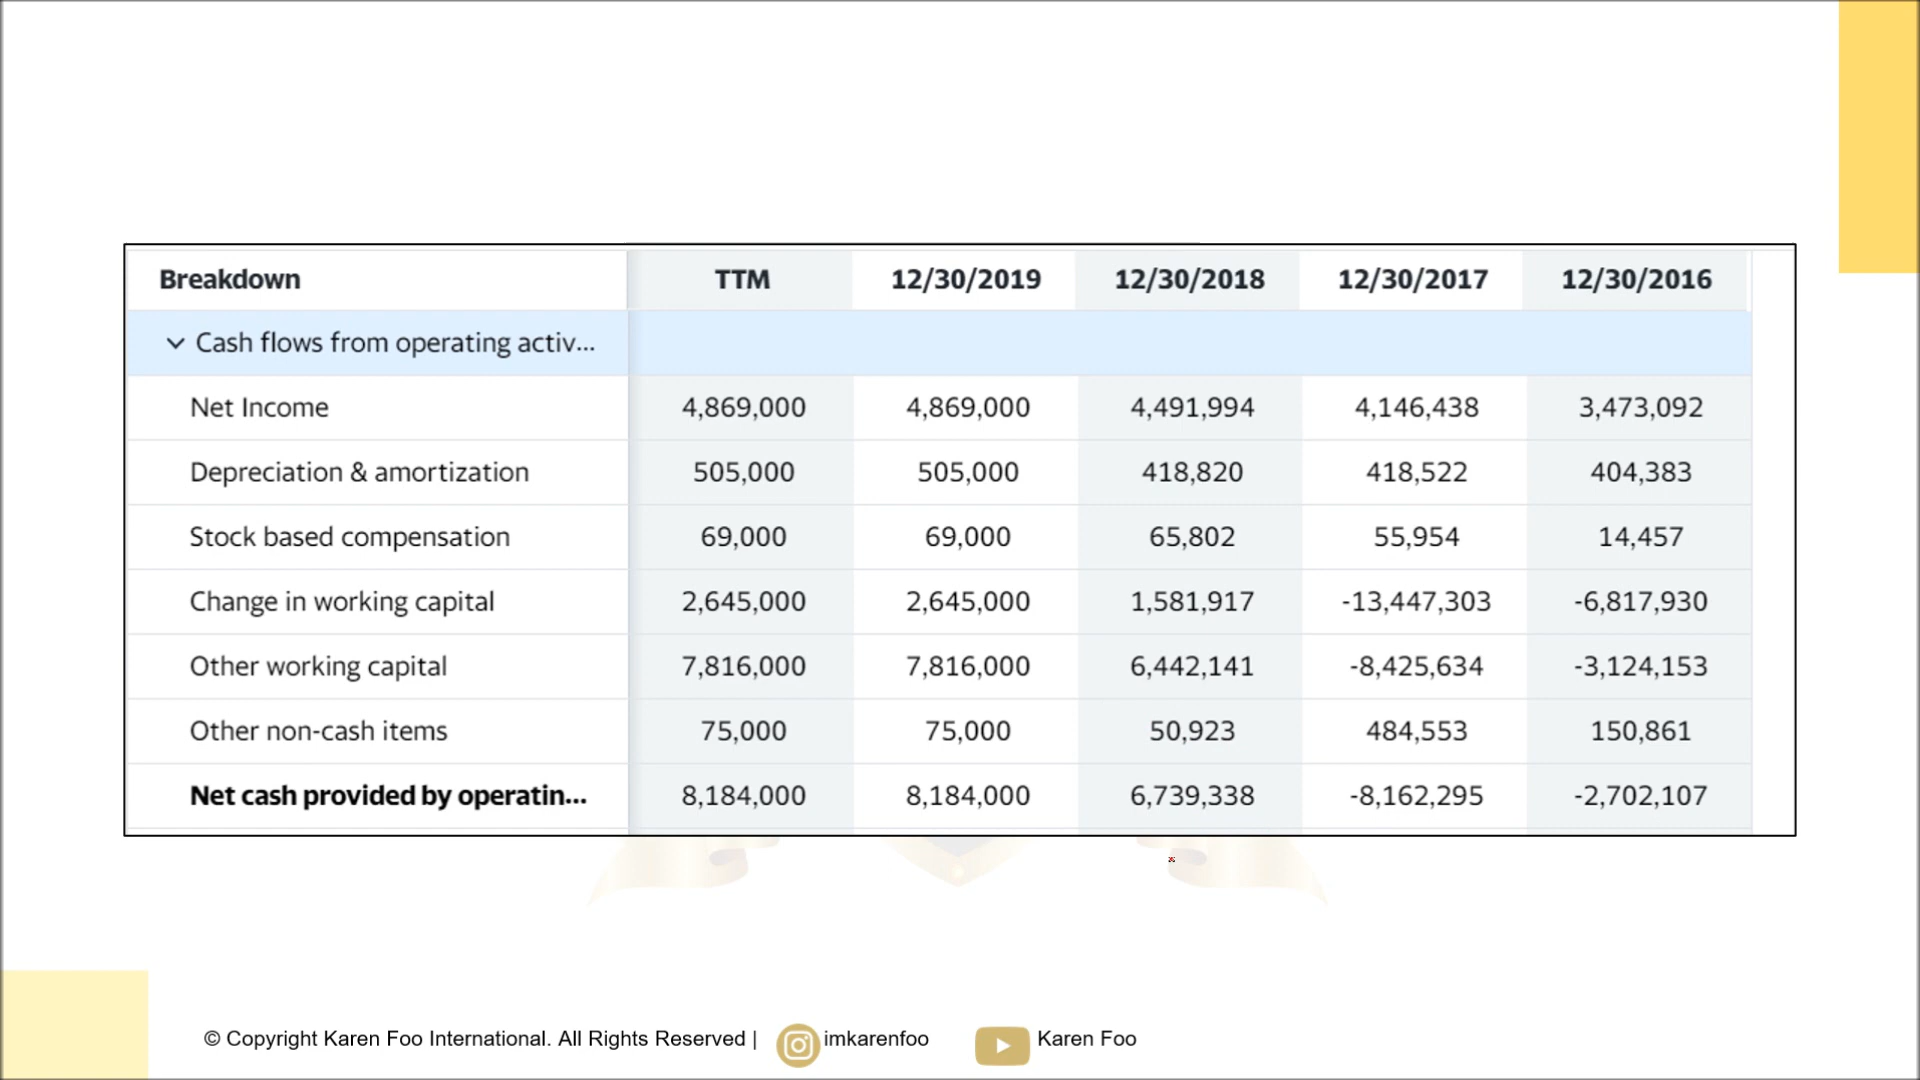 Breakdown TTM 12/30/2019 12/30/2018 12/30/2017 12/30/2016
Cash flows from operating activ...
Net Income 4,869,000 4,869,000 4,491,994 4,146,438 3,473,092
Depreciation & amortization 505,000 505,000 418,820 418,522 404,383
Stock based compensation 69,000 69,000 65,802 55,954 14,457
Change in working capital 2,645,000 2,645,000 1,581,917 -13,447,303 -6,817,930
Other working capital 7,816,000 7,816,000 6,442,141 -8,425,634 -3,124,153
Other non-cash items 75,000 75,000 50,923 484,553 150,861
Net cash provided by operatin... 8,184,000 8,184,000 6,739,338 -8,162,295 -2,702,107
© Copyright Karen Foo International. All Rights Reserved | imkarenfoo Karen Foo